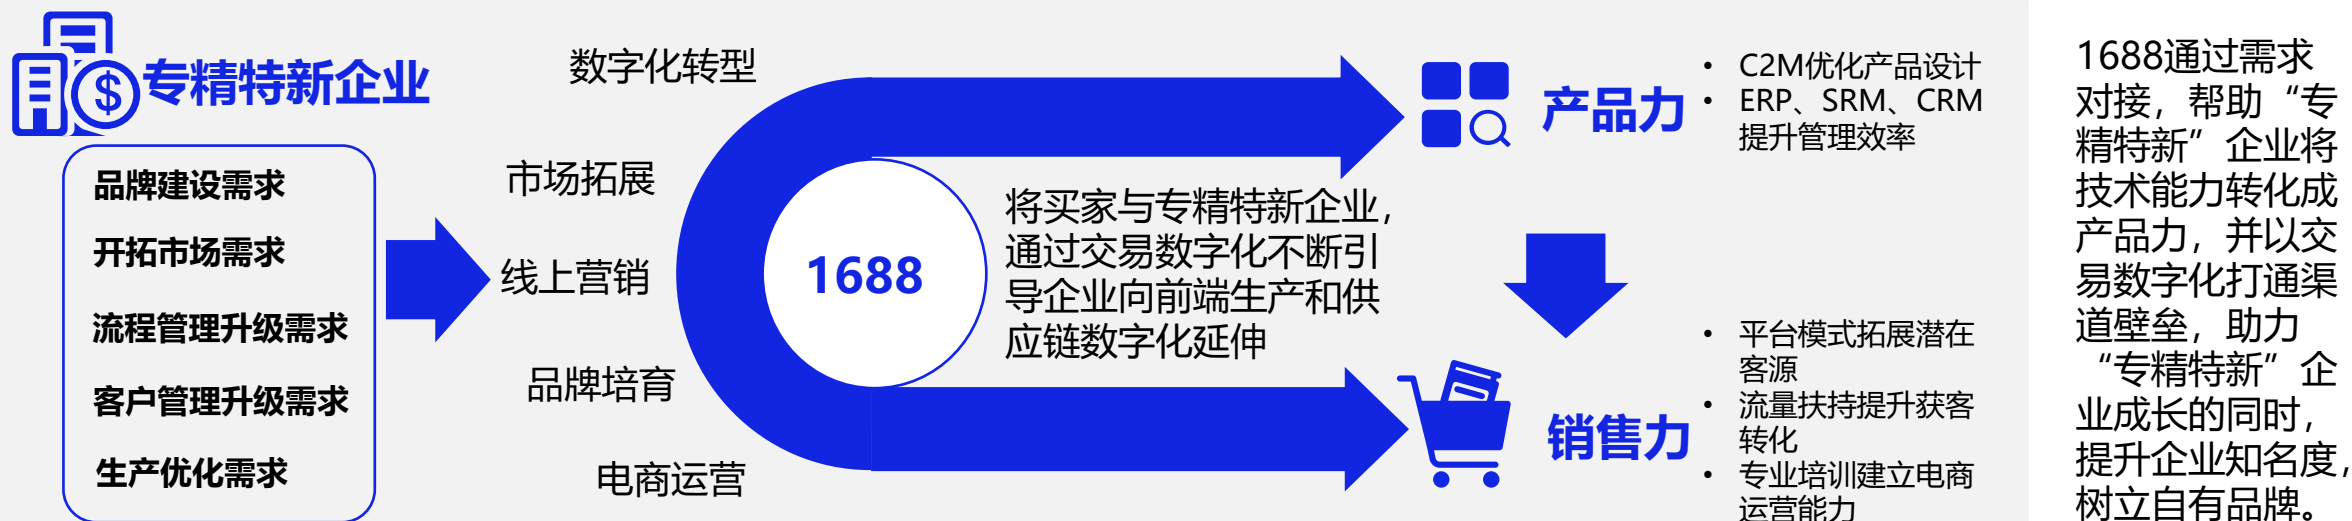 专精特新企业
品牌建设需求
开拓市场需求
流程管理升级需求
客户管理升级需求
生产优化需求
数字化转型
市场拓展
线上营销
品牌培育
电商运营
1688
将买家与专精特新企业，
通过交易数字化不断引
导企业向前端生产和供
应链数字化延伸
产品力
• C2M优化产品设计
• ERP、SRM、CRM
提升管理效率
销售力
• 平台模式拓展潜在
客源
• 流量扶持提升获客
转化
• 专业培训建立电商
运营能力
1688通过需求
对接，帮助“专
精特新”企业将
技术能力转化成
产品力，并以交
易数字化打通渠
道壁垒，助力
“专精特新”企
业成长的同时，
提升企业知名度，
树立自有品牌。